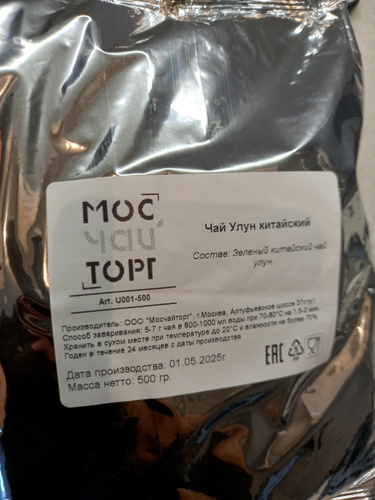 МОС
чай
ТОРГ
Art. U001-500
Чай Улун китайский
Состав: Зеленый китайский чай
улун.
Производитель: ООО "Мосчайторг", г.Москва, Алтуфьевское шоссе 37стр1
Способ заваривания: 5-7 г чая в 800-1000 мл воды при 70-80°С на 1,5-2 мин
Хранить в сухом месте при температуре до 20°С и влажности не более 70%.
Годен в течение 24 месяцев с даты производства
Дата производства: 01.05.2025г.
Масса нетто: 500 гр.
EAC